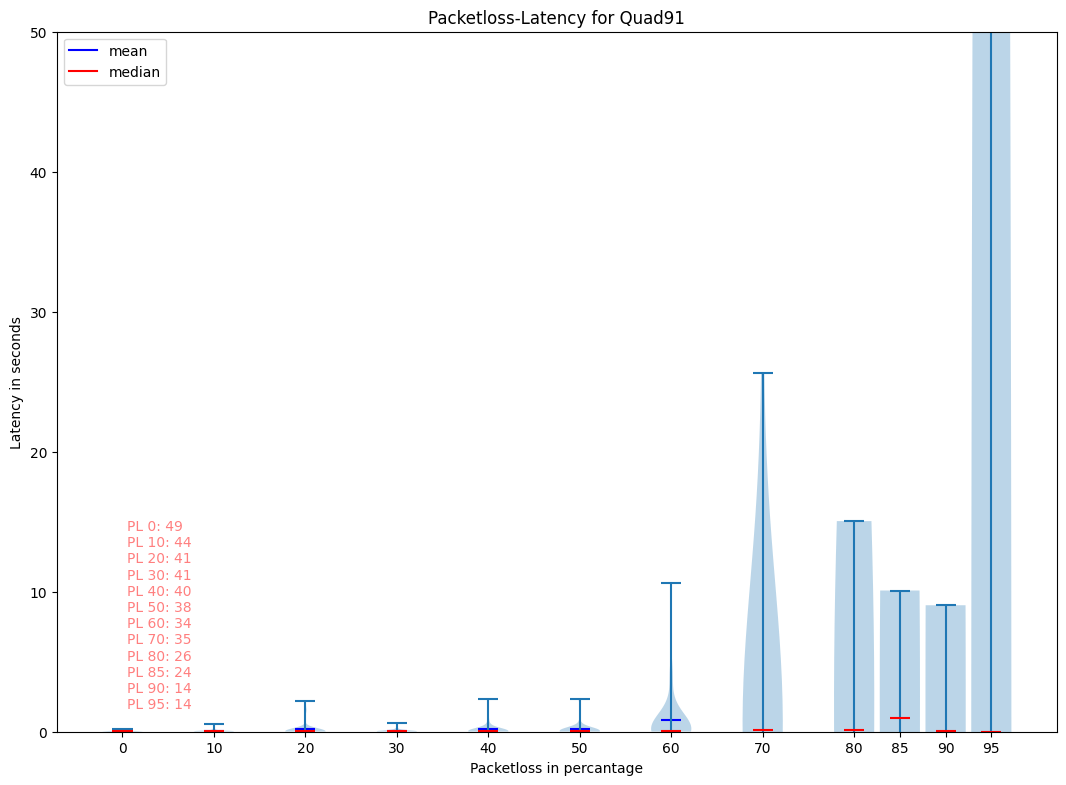 Packetloss-Latency for Quad91
50
mean
median
40
30
20
10
0
Latency in seconds
PL 0: 49
PL 10: 44
PL 20: 41
PL 30: 41
PL 40: 40
PL 50: 38
PL 60: 34
PL 70: 35
PL 80: 26
PL 85: 24
PL 90: 14
PL 95: 14
0 10 20 30 40 50 60 70 80 85 90 95
Packetloss in percantage